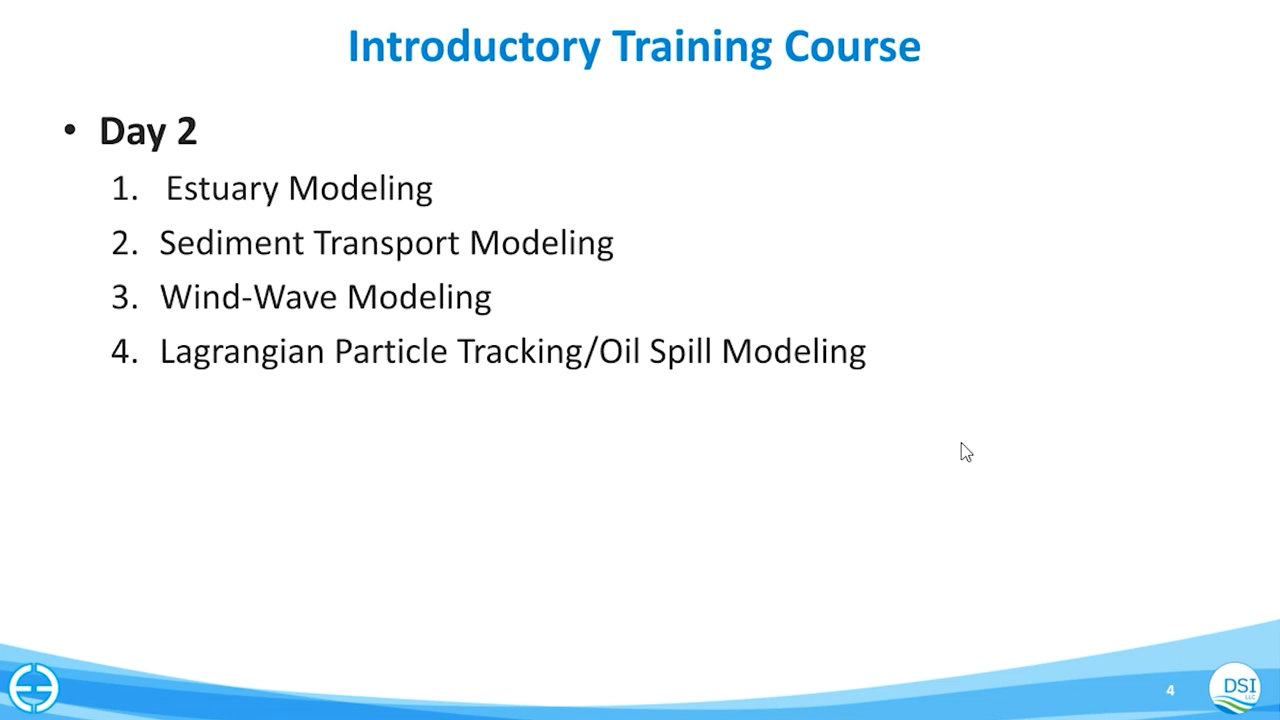 Introductory Training Course
• Day 2
1. Estuary Modeling
2. Sediment Transport Modeling
3. Wind-Wave Modeling
4. Lagrangian Particle Tracking/Oil Spill Modeling
4
DSI
LLC